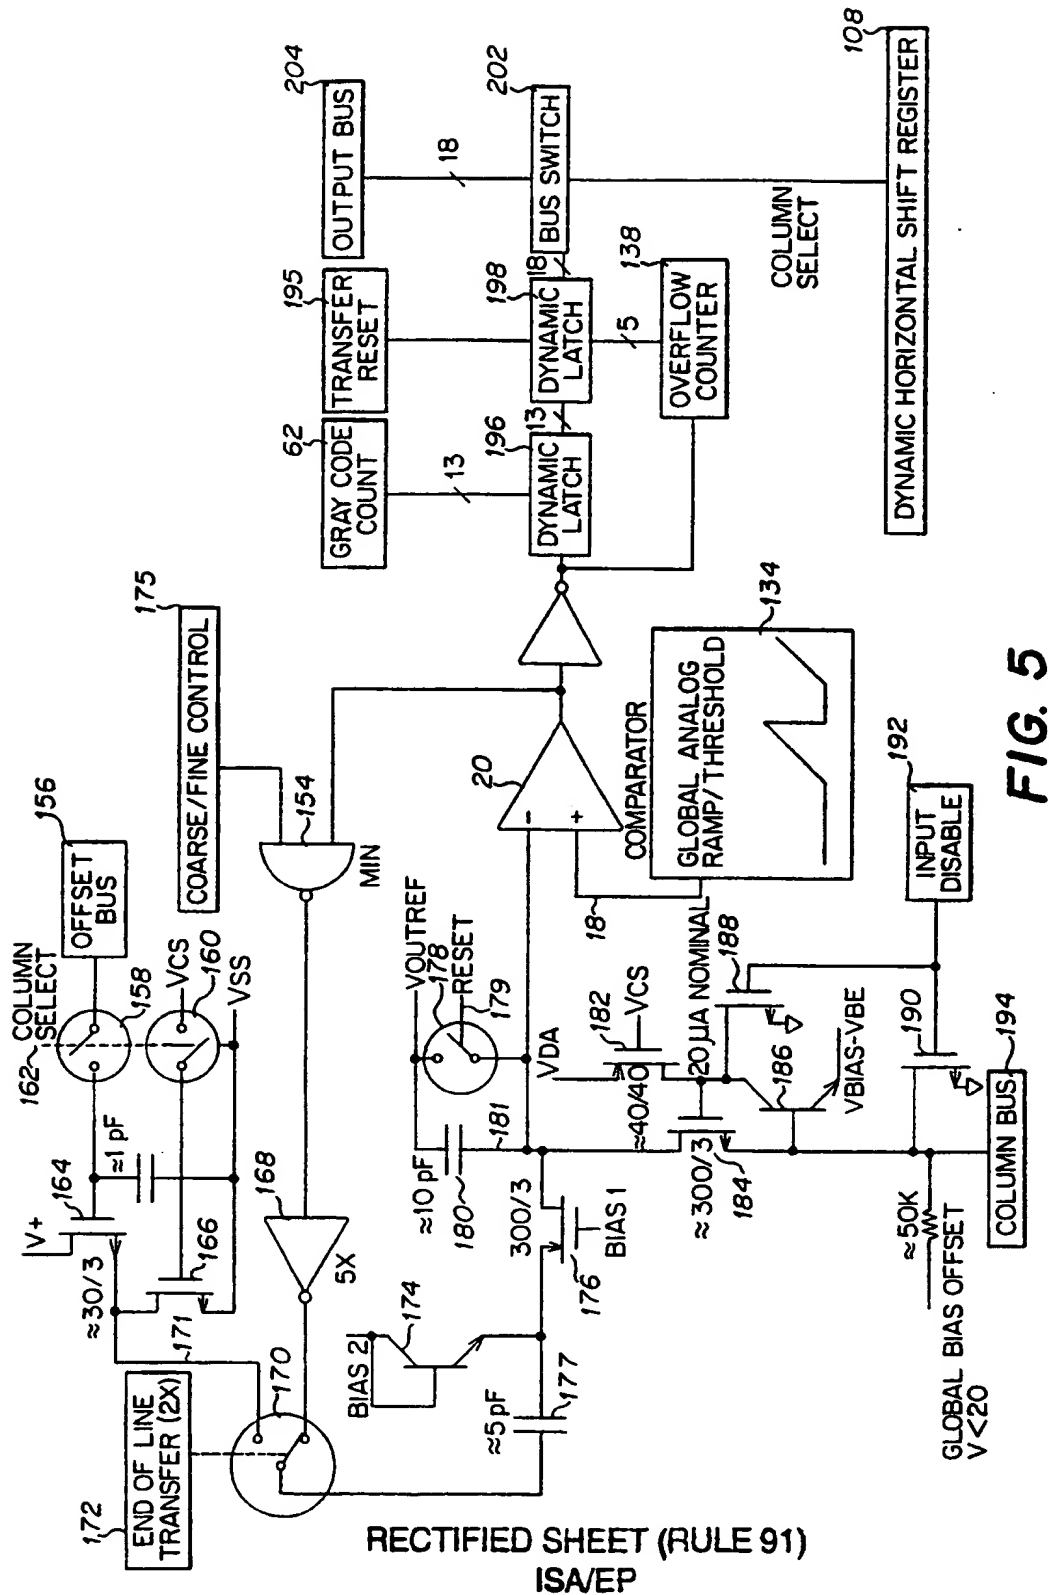 172
END OF LINE
TRANSFER (2X)
V+
164
≈30/3
171
166
≈1 pF
162
COLUMN
SELECT
158
OFFSET
BUS
156
VCS
160
VSS
COARSE/FINE CONTROL
175
170
168
5X
154
MIN
BIAS 2
174
≈5pF
177
≈10 pF
180
181
VOUTREF
178
RESET
179
300/3
176
BIAS 1
VDA
182
VCS
≈40/40
20 μA NOMINAL
≈300/3
184
186
188
VBIAS-VBE
190
INPUT
DISABLE
192
≈50K
GLOBAL BIAS OFFSET
V<20
COLUMN BUS
194
20
-
+
18
COMPARATOR
GLOBAL ANALOG
RAMP/THRESHOLD
134
GRAY CODE
COUNT
62
13
TRANSFER
RESET
195
OUTPUT BUS
204
18
DYNAMIC
LATCH
196
13
DYNAMIC
LATCH
198
18
BUS SWITCH
202
5
OVERFLOW
COUNTER
138
COLUMN
SELECT
DYNAMIC HORIZONTAL SHIFT REGISTER
108
FIG. 5
RECTIFIED SHEET (RULE 91)
ISA/EP